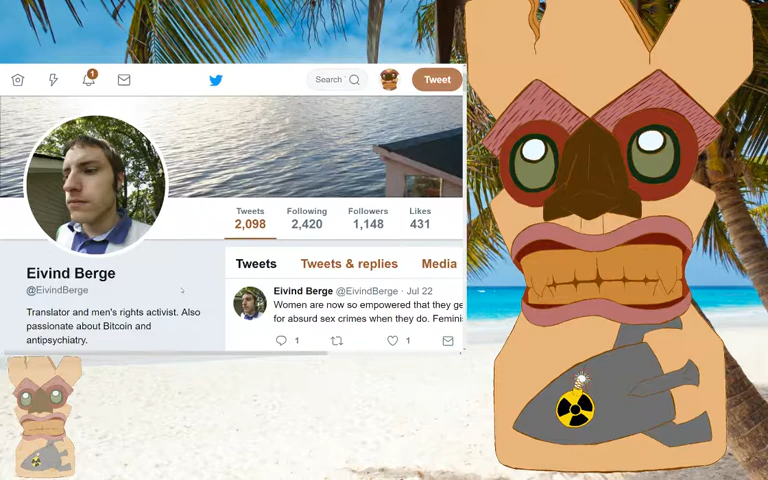 1
Search
Tweet
Tweets
Following
Followers
Likes
2,098
2,420
1,148
431
Eivind Berge
@EivindBerge
Translator and men's rights activist. Also
passionate about Bitcoin and
antipsychiatry.
Tweets
Tweets & replies
Media
Eivind Berge @EivindBerge · Jul 22
Women are now so empowered that they ge
for absurd sex crimes when they do. Femini
1
1